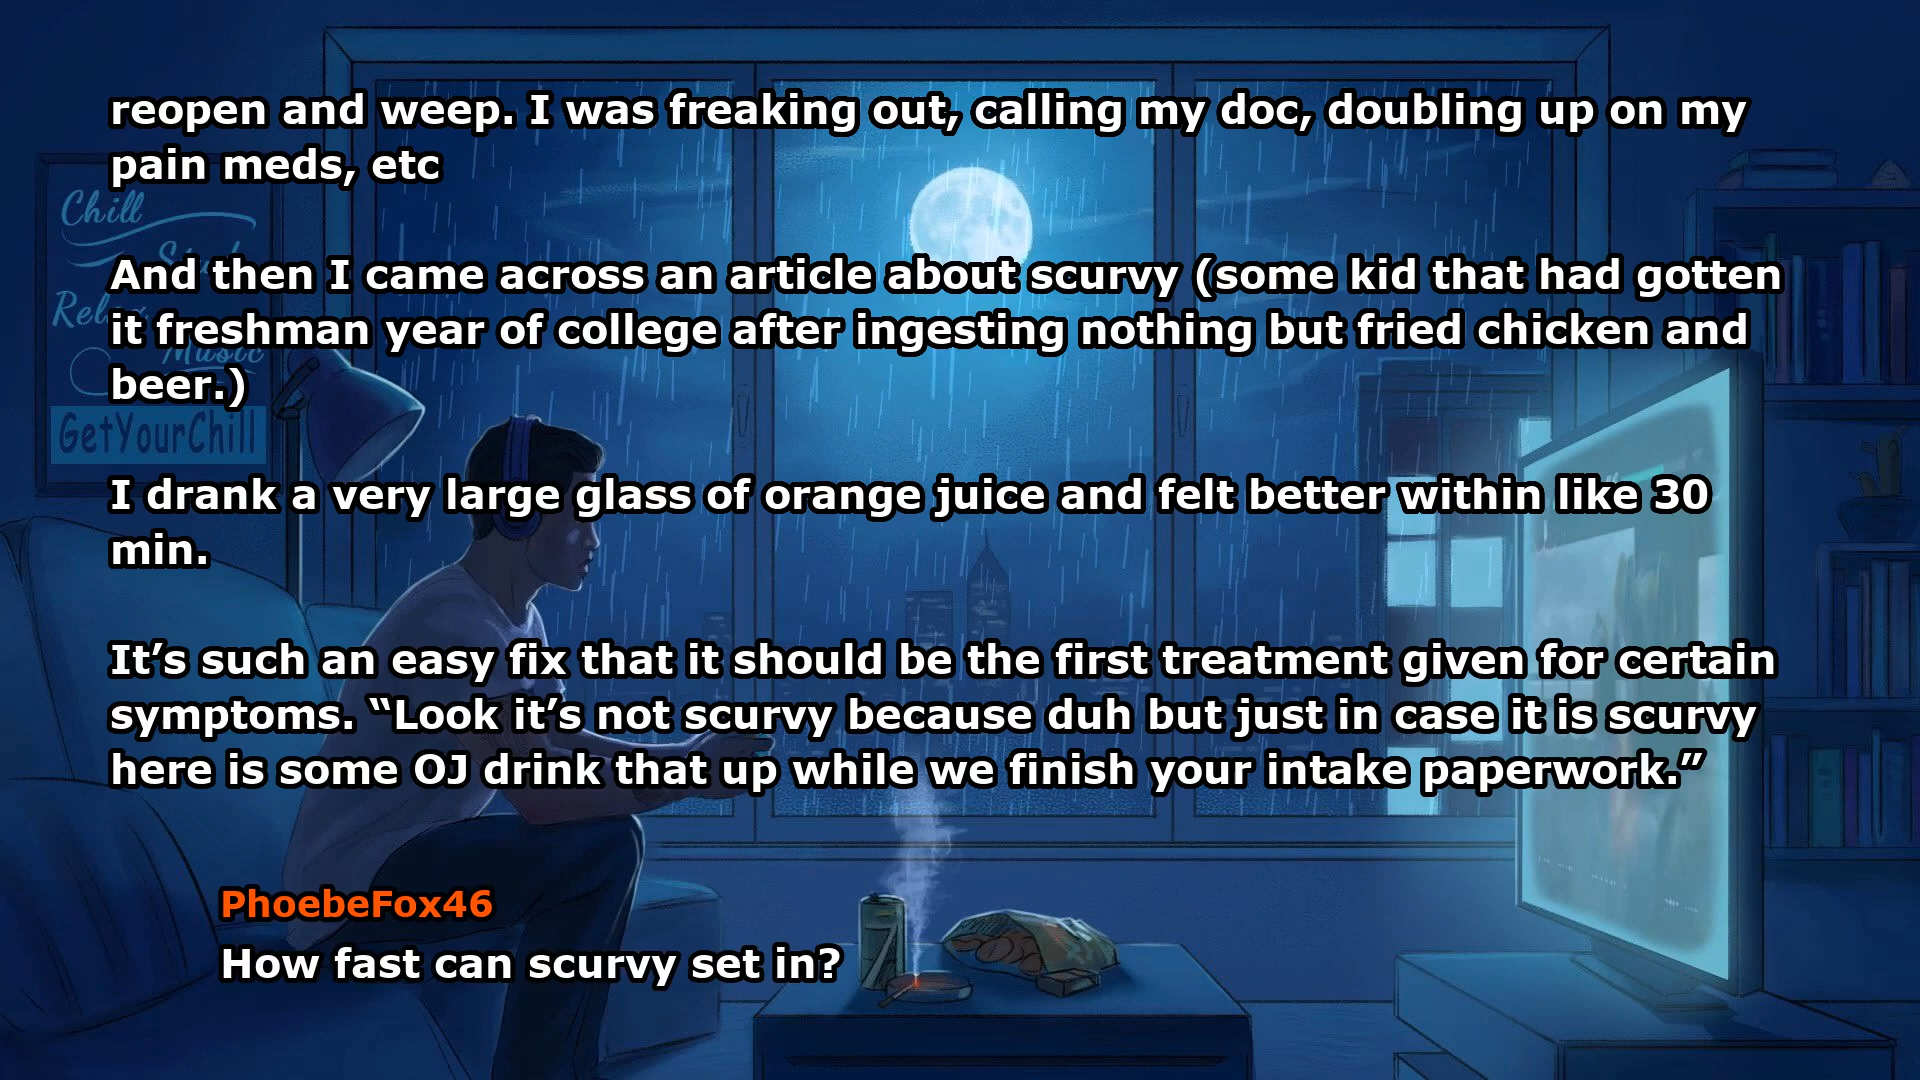 reopen and weep. I was freaking out, calling my doc, doubling up on my
pain meds, etc
And then I came across an article about scurvy (some kid that had gotten
it freshman year of college after ingesting nothing but fried chicken and
beer.)
I drank a very large glass of orange juice and felt better within like 30
min.
It’s such an easy fix that it should be the first treatment given for certain
symptoms. “Look it’s not scurvy because duh but just in case it is scurvy
here is some OJ drink that up while we finish your intake paperwork.”
PhoebeFox46
How fast can scurvy set in?
Chill
Relax
Music
GetYourChill